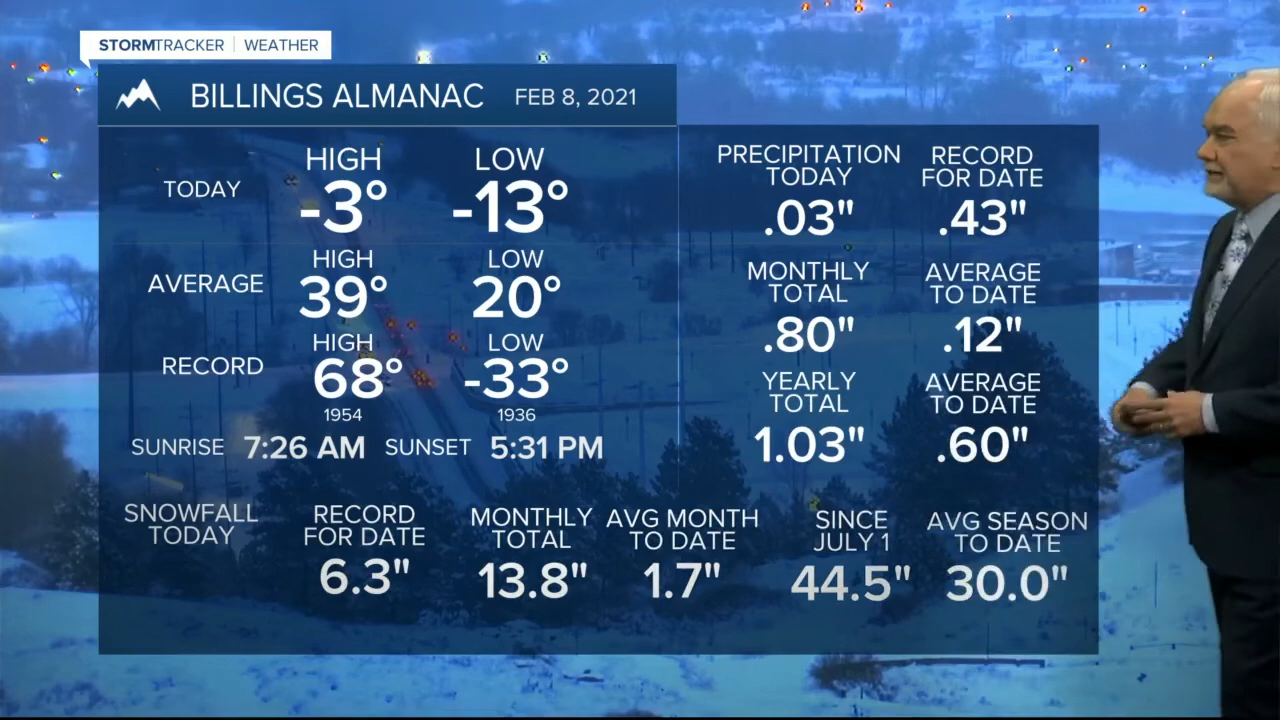 STORMTRACKER | WEATHER
BILLINGS ALMANAC FEB 8, 2021
HIGH LOW
TODAY -3° -13°
HIGH LOW
AVERAGE 39° 20°
HIGH LOW
RECORD 68° -33°
1954 1936
SUNRISE 7:26 AM SUNSET 5:31 PM
PRECIPITATION RECORD
TODAY FOR DATE
.03" .43"
MONTHLY AVERAGE
TOTAL TO DATE
.80" .12"
YEARLY AVERAGE
TOTAL TO DATE
1.03" .60"
SNOWFALL RECORD MONTHLY AVG MONTH SINCE AVG SEASON
TODAY FOR DATE TOTAL TO DATE JULY 1 TO DATE
6.3" 13.8" 1.7" 44.5" 30.0"